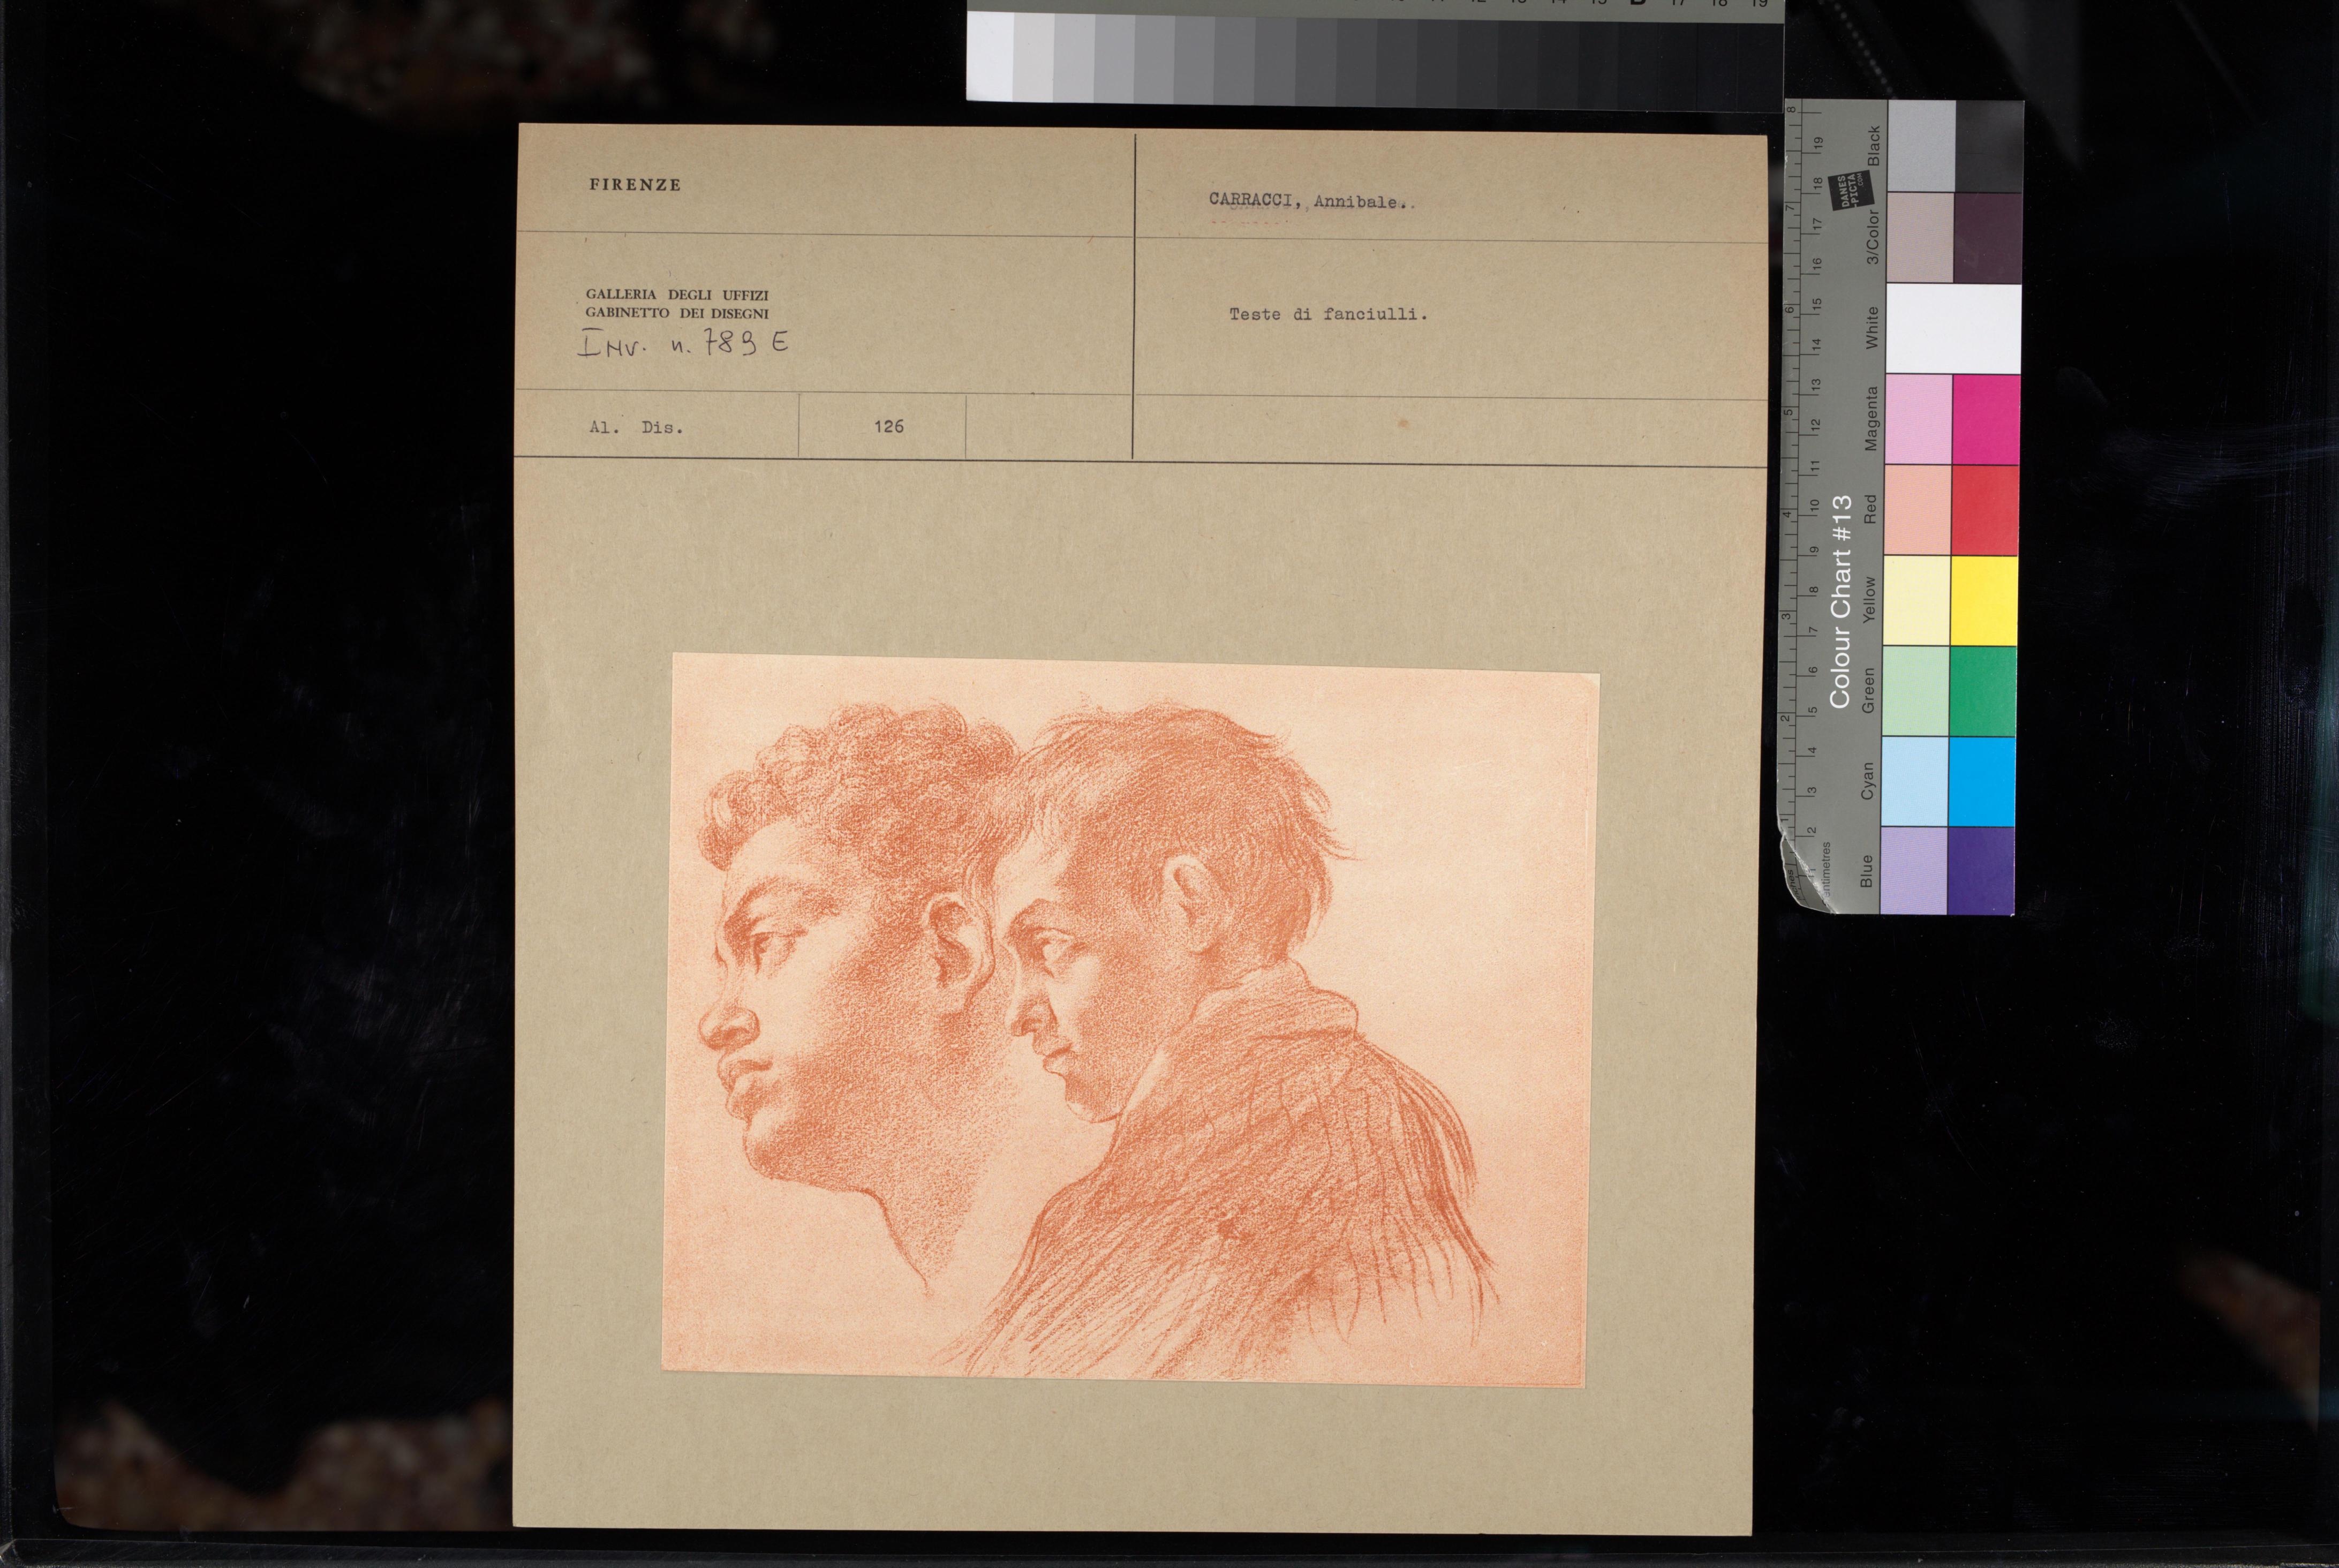 FIRENZE
CARRACCI, Annibale.
GALLERIA DEGLI UFFIZI
GABINETTO DEI DISEGNI
Inv. n. 789 E
Teste di fanciulli.
Al. Dis.
126
12 13 14 15 B 17 18 19
Colour Chart #13
Blue
Cyan
Green
Yellow
Red
Magenta
White
3/Color
Black
DANES
-PICTA
.COM
1 2 3 4 5 6 7 8
2 3 4 5 6 7 8 9 10 11 12 13 14 15 16 17 18 19